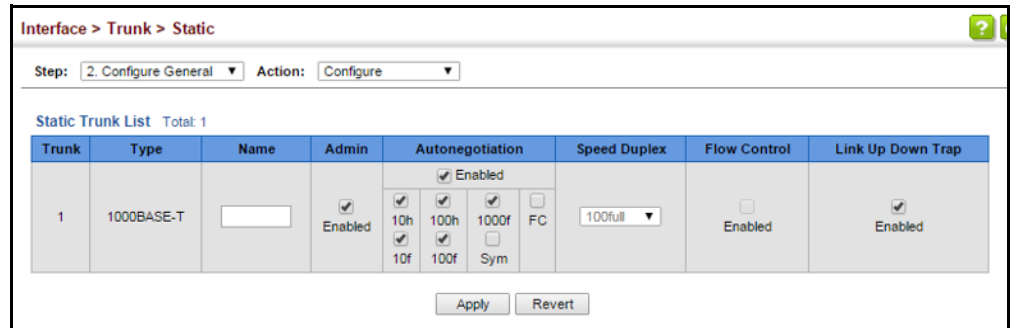 Interface > Trunk > Static
?
Step: 2. Configure General Action: Configure
Static Trunk List Total: 1
Trunk Type Name Admin Autonegotiation Speed Duplex Flow Control Link Up Down Trap
Enabled
1 1000BASE-T Enabled 10h 100h 1000f FC 100full Enabled Enabled
10f 100f Sym
Apply Revert